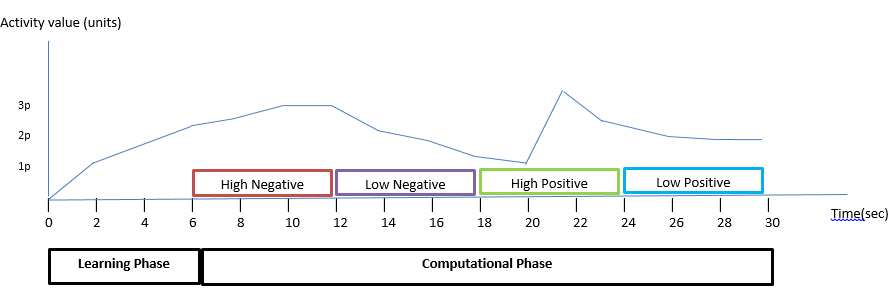 Activity value (units)
3p
2p
1p
High Negative
Low Negative
High Positive
Low Positive
0 2 4 6 8 10 12 14 16 18 20 22 24 26 28 30
Time(sec)
Learning Phase
Computational Phase